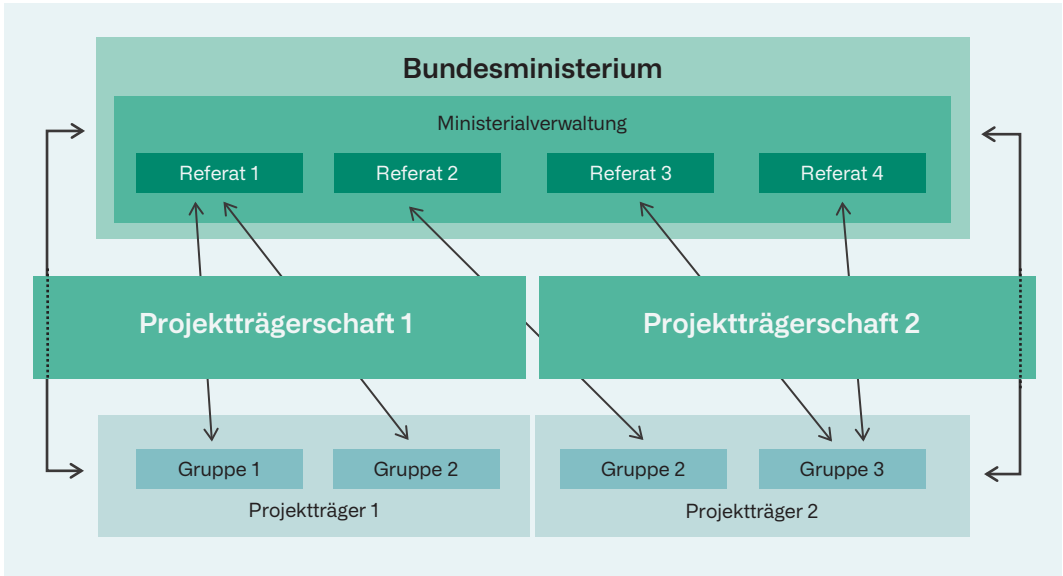 Bundesministerium
Ministerialverwaltung
Referat 1
Referat 2
Referat 3
Referat 4
Projektträgerschaft 1
Projektträgerschaft 2
Gruppe 1
Gruppe 2
Gruppe 2
Gruppe 3
Projektträger 1
Projektträger 2